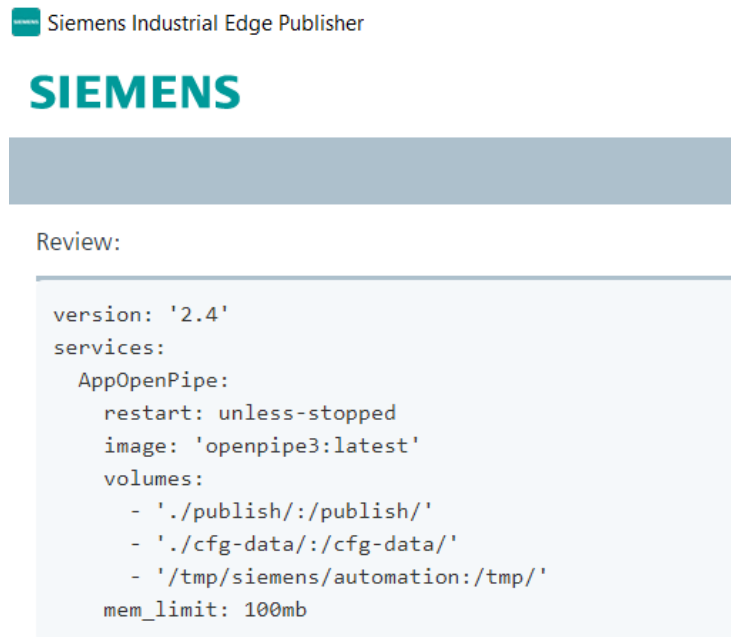 SIEMENS Siemens Industrial Edge Publisher
SIEMENS
Review:
version: '2.4'
services:
  AppOpenPipe:
    restart: unless-stopped
    image: 'openpipe3:latest'
    volumes:
      - './publish/:/publish/'
      - './cfg-data/:/cfg-data/'
      - '/tmp/siemens/automation:/tmp/'
    mem_limit: 100mb